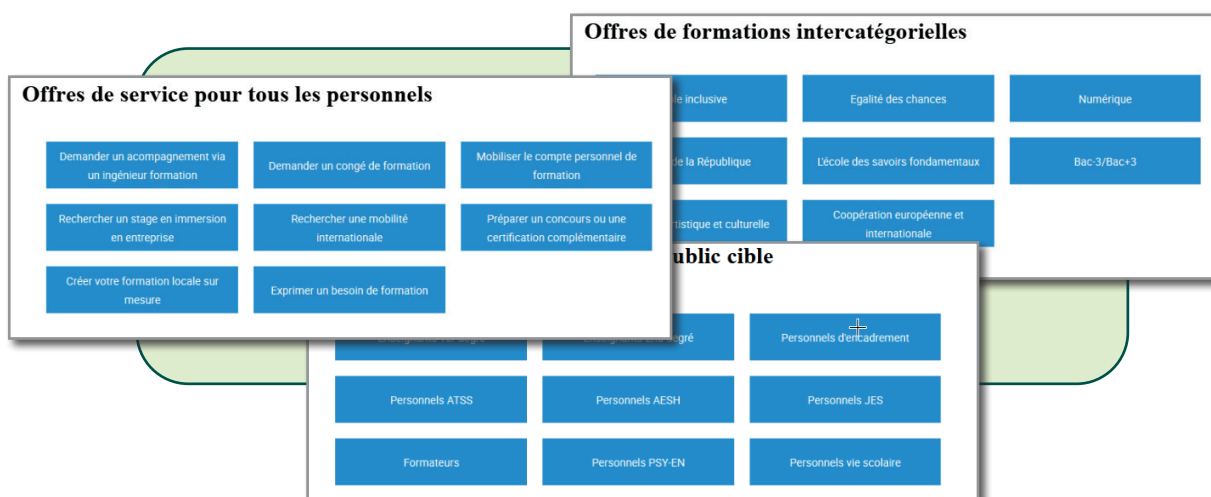 Offres de formations intercatégorielles
le inclusive
Egalité des chances
Numérique
de la République
L'école des savoirs fondamentaux
Bac-3/Bac+3
rtistique et culturelle
Coopération européenne et
internationale
Offres de service pour tous les personnels
Demander un acompagnement via
un ingénieur formation
Demander un congé de formation
Mobiliser le compte personnel de
formation
Rechercher un stage en immersion
en entreprise
Rechercher une mobilité
internationale
Préparer un concours ou une
certification complémentaire
Créer votre formation locale sur
mesure
Exprimer un besoin de formation
ublic cible
Personnels d'encadrement
Personnels ATSS
Personnels AESH
Personnels JES
Formateurs
Personnels PSY-EN
Personnels vie scolaire